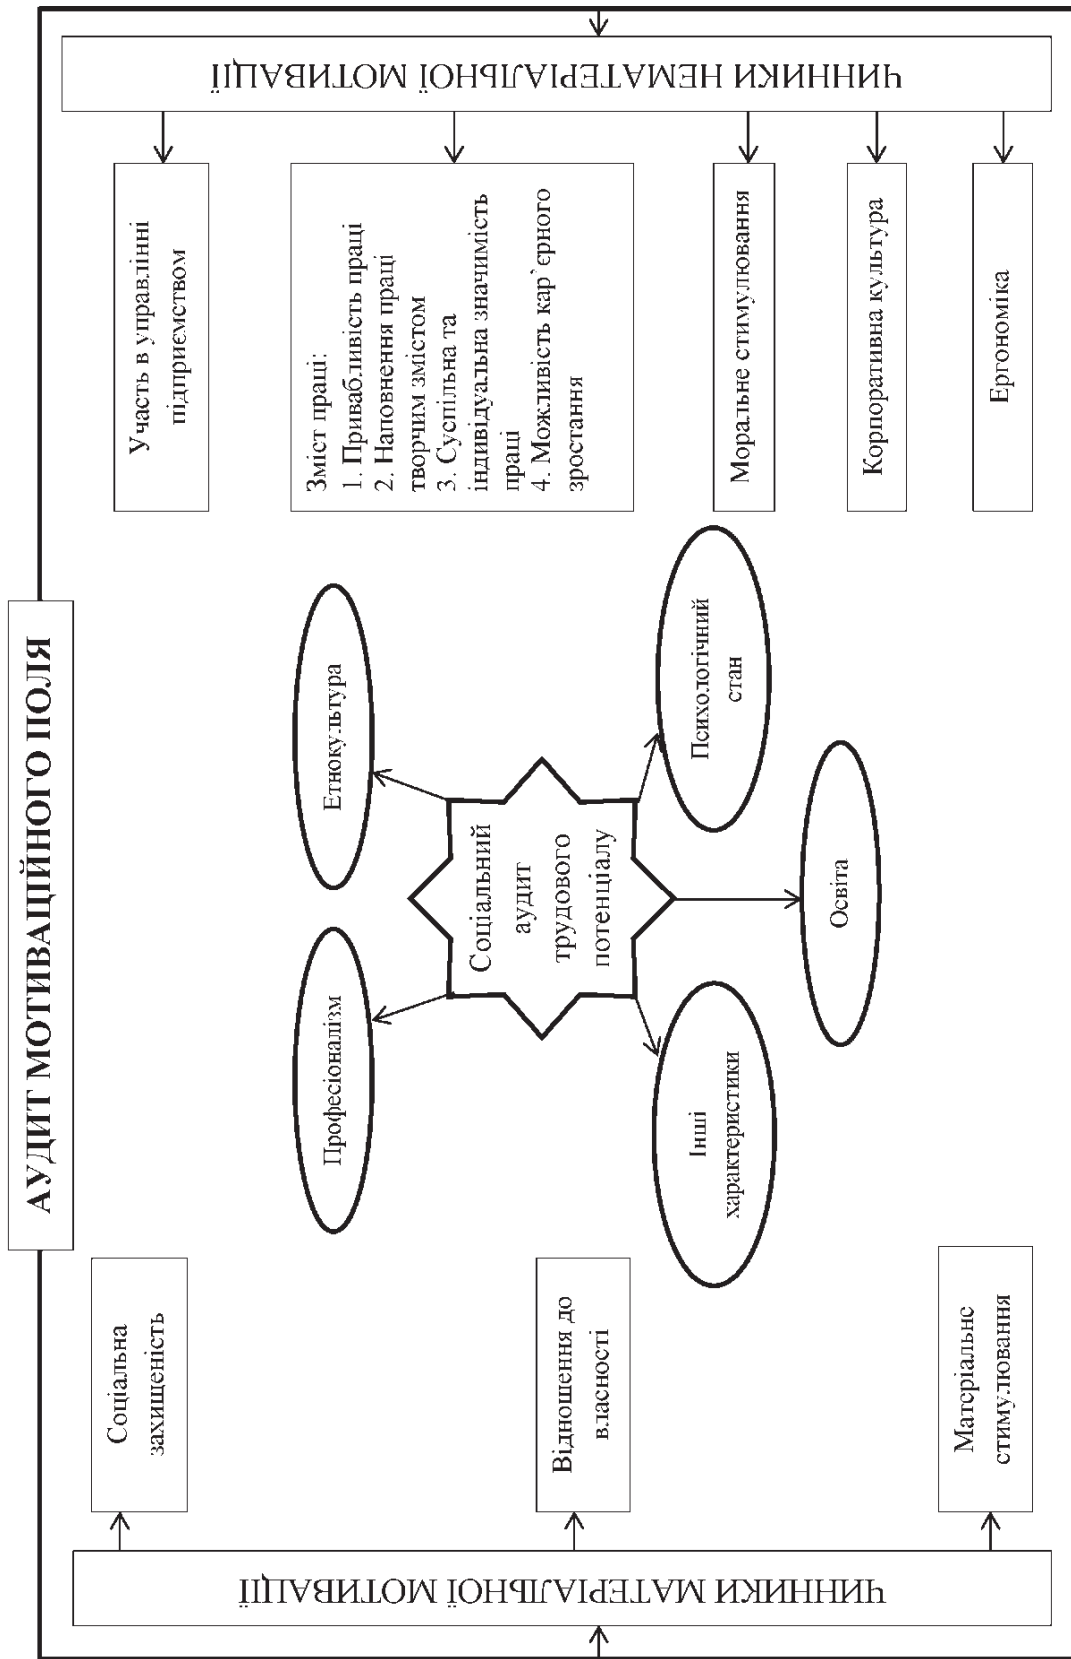 АУДИТ МОТИВАЦІЙНОГО ПОЛЯ
ЧИННИКИ МАТЕРІАЛЬНОЇ МОТИВАЦІЇ
Соціальна
захищеність
Відношення до
власності
Матеріальне
стимулювання
Професіоналізм
Етнокультура
Соціальний
аудит
трудового
потенціалу
Інші
характеристики
Освіта
Психологічний
стан
Участь в управлінні
підприємством
Зміст праці:
1. Привабливість праці
2. Наповнення праці
творчим змістом
3. Суспільна та
індивідуальна значимість
праці
4. Можливість кар`єрного
зростання
Моральне стимулювання
Корпоративна культура
Ергономіка
ЧИННИКИ НЕМАТЕРІАЛЬНОЇ МОТИВАЦІЇ